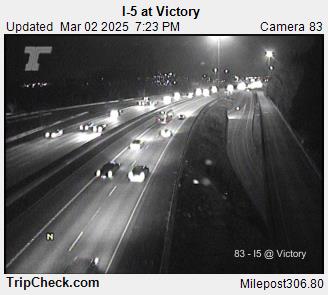 I-5 at Victory
Updated Mar 02 2025 7:23 PM
Camera 83
T
N
83 - I5 @ Victory
TripCheck.com
Milepost306.80